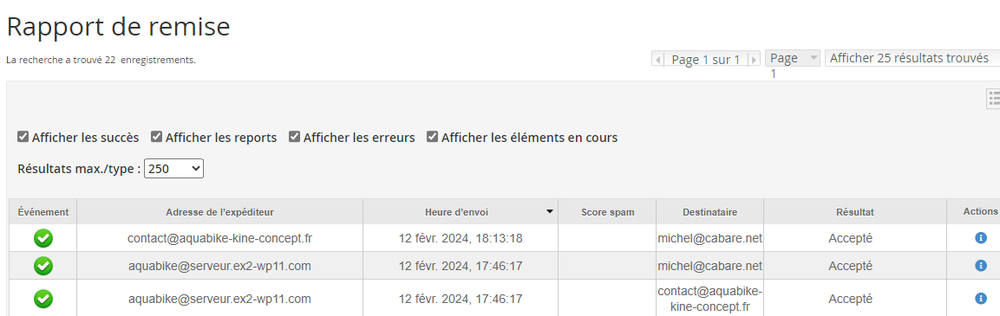 Rapport de remise
La recherche a trouvé 22 enregistrements.
Page 1 sur 1 Page 1 Afficher 25 résultats trouvés
Afficher les succès Afficher les reports Afficher les erreurs Afficher les éléments en cours
Résultats max./type : 250
Événement Adresse de l'expéditeur Heure d'envoi Score spam Destinataire Résultat Actions
contact@aquabike-kine-concept.fr 12 févr. 2024, 18:13:18 michel@cabare.net Accepté
aquabike@serveur.ex2-wp11.com 12 févr. 2024, 17:46:17 michel@cabare.net Accepté
aquabike@serveur.ex2-wp11.com 12 févr. 2024, 17:46:17 contact@aquabike-kine-concept.fr Accepté